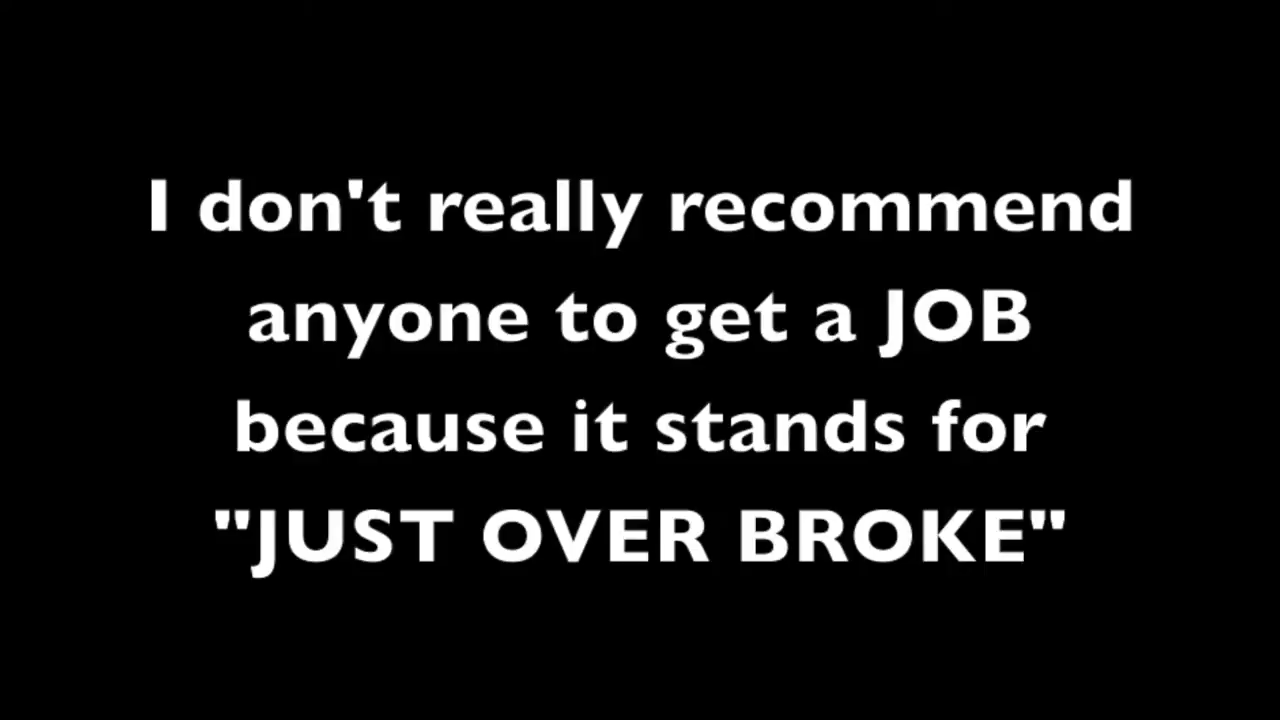 I don't really recommend
anyone to get a JOB
because it stands for
"JUST OVER BROKE"